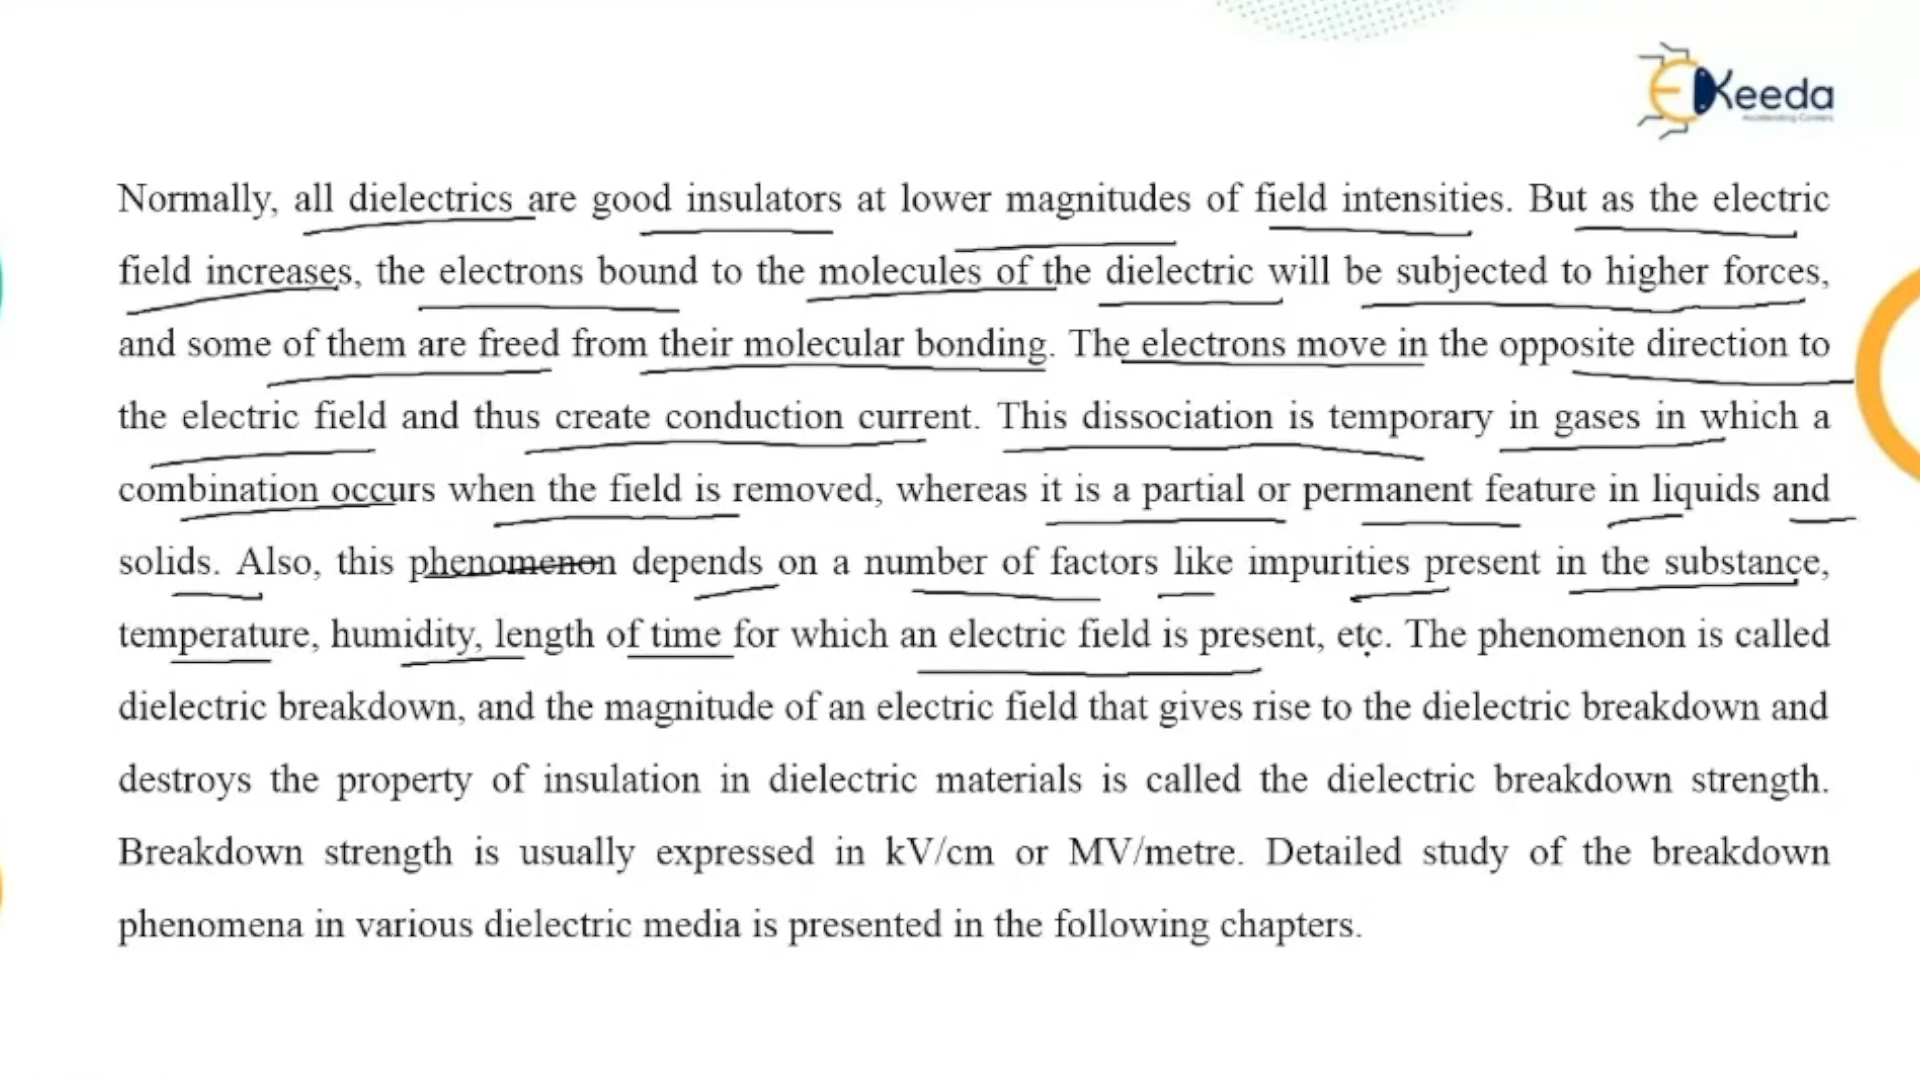 EKeeda
Accelerating Careers
Normally, all dielectrics are good insulators at lower magnitudes of field intensities. But as the electric
field increases, the electrons bound to the molecules of the dielectric will be subjected to higher forces,
and some of them are freed from their molecular bonding. The electrons move in the opposite direction to
the electric field and thus create conduction current. This dissociation is temporary in gases in which a
combination occurs when the field is removed, whereas it is a partial or permanent feature in liquids and
solids. Also, this phenomenon depends on a number of factors like impurities present in the substance,
temperature, humidity, length of time for which an electric field is present, etc. The phenomenon is called
dielectric breakdown, and the magnitude of an electric field that gives rise to the dielectric breakdown and
destroys the property of insulation in dielectric materials is called the dielectric breakdown strength.
Breakdown strength is usually expressed in kV/cm or MV/metre. Detailed study of the breakdown
phenomena in various dielectric media is presented in the following chapters.